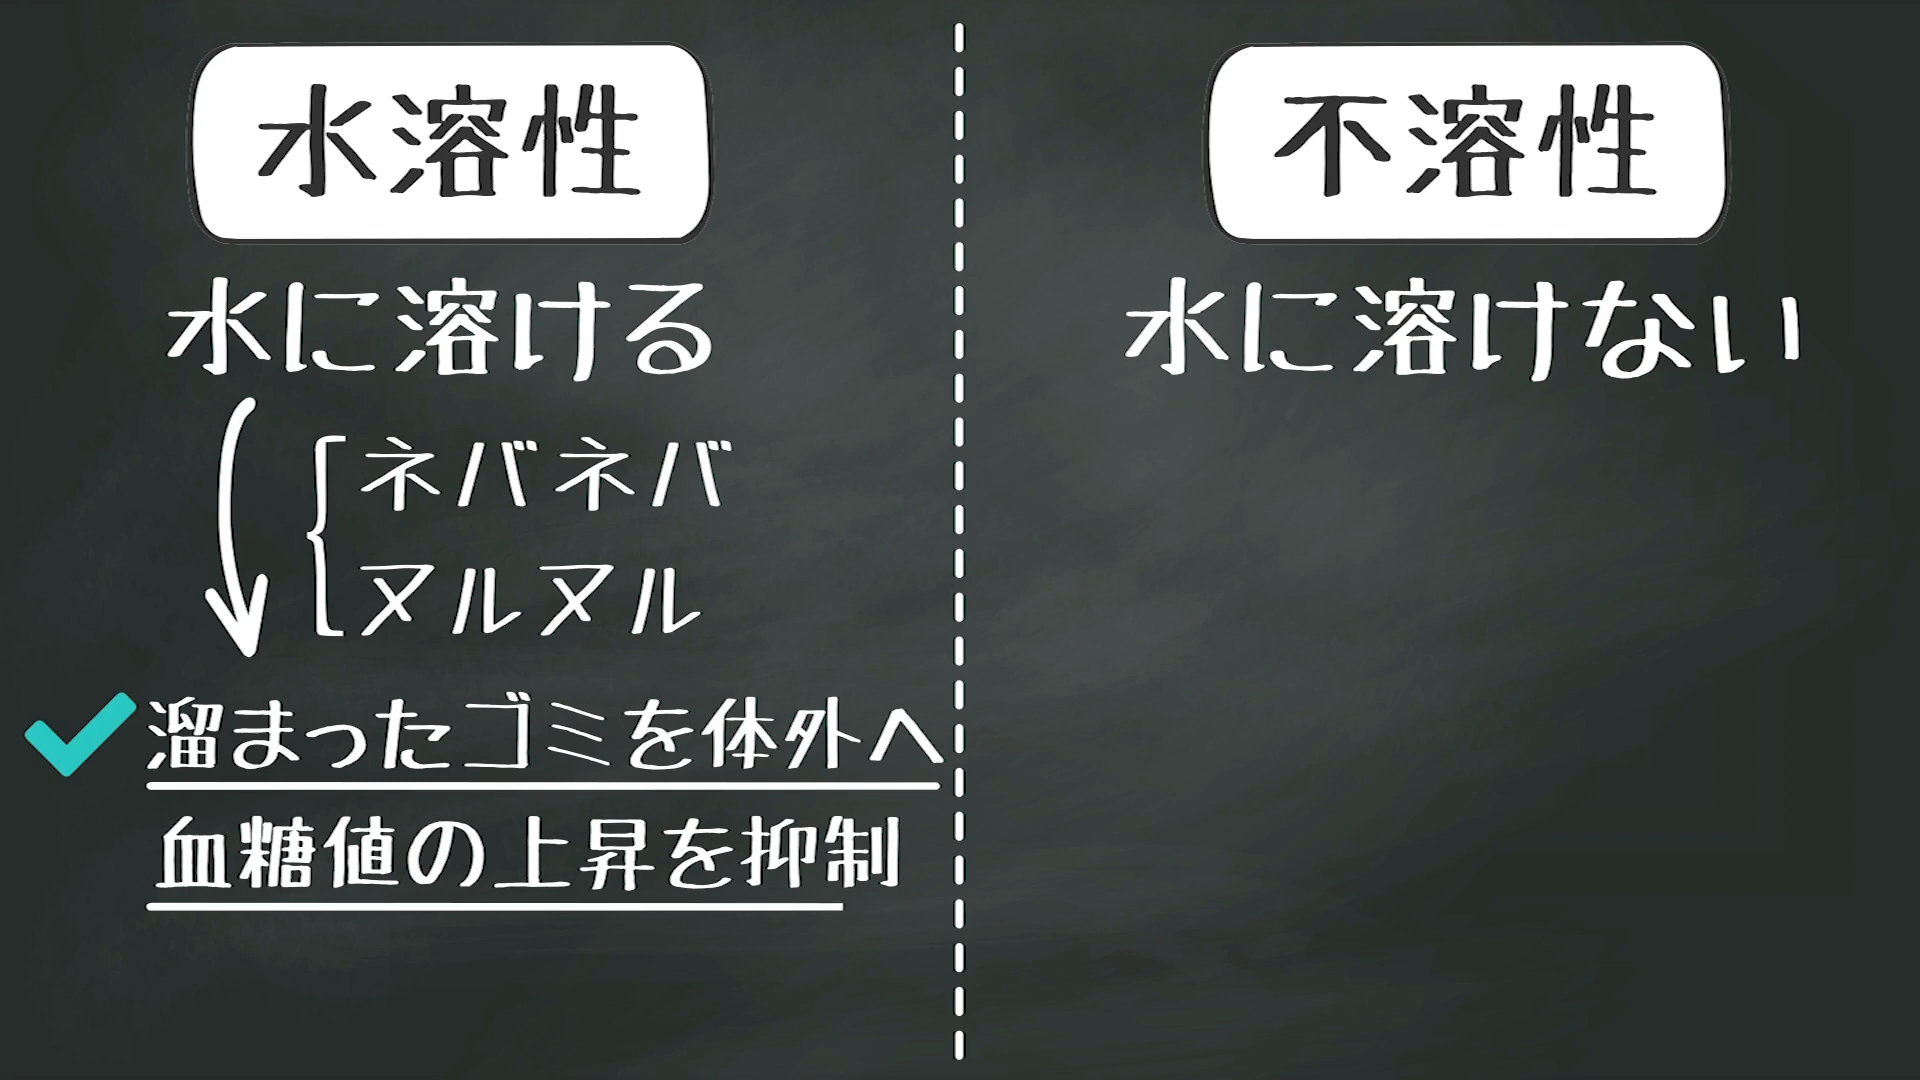 水溶性
水に溶ける
ネバネバ
ヌルヌル
溜まったゴミを体外へ
血糖値の上昇を抑制
不溶性
水に溶けない